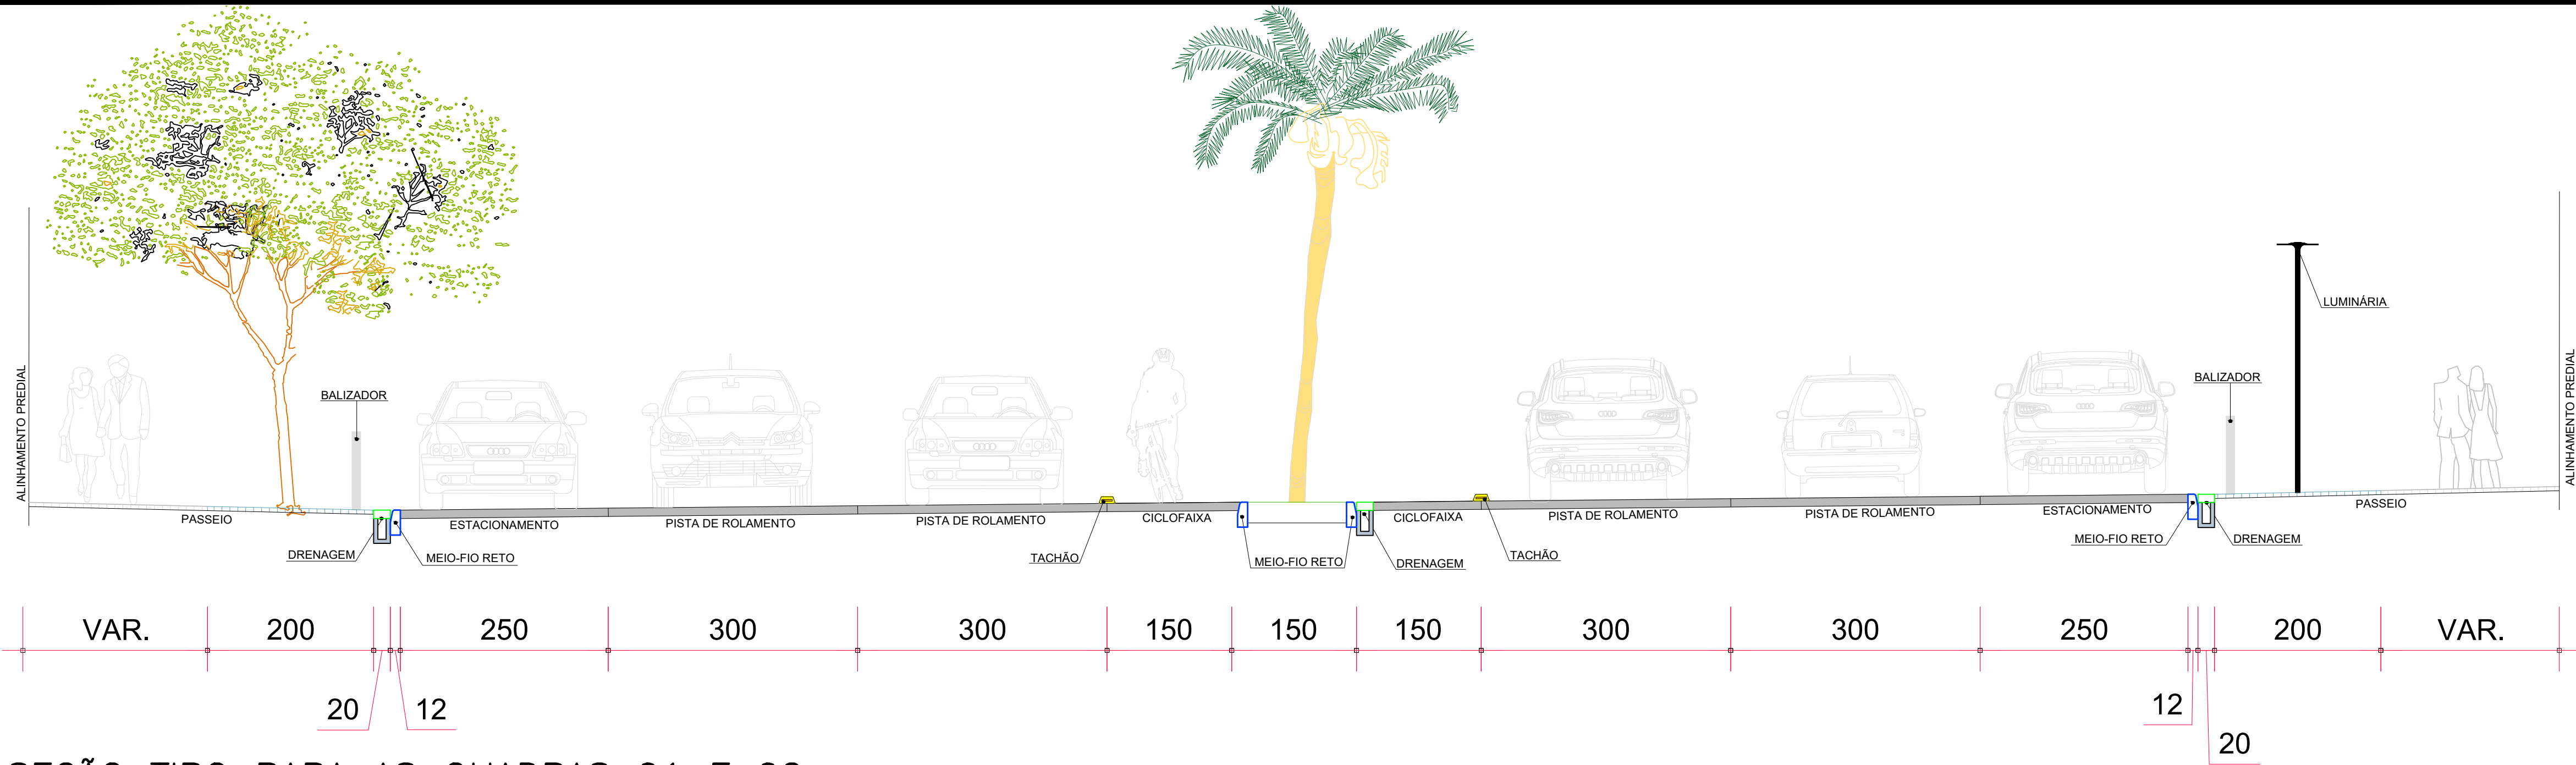 LUMINÁRIA
ALINHAMENTO PREDIAL
BALIZADOR
BALIZADOR
ALINHAMENTO PREDIAL
PASSEIO
ESTACIONAMENTO
PISTA DE ROLAMENTO
PISTA DE ROLAMENTO
CICLOFAIXA
CICLOFAIXA
PISTA DE ROLAMENTO
PISTA DE ROLAMENTO
ESTACIONAMENTO
PASSEIO
DRENAGEM
MEIO-FIO RETO
TACHÃO
MEIO-FIO RETO
DRENAGEM
TACHÃO
MEIO-FIO RETO
DRENAGEM
VAR. 200 250 300 300 150 150 150 300 300 250 200 VAR.
20 12 12 20